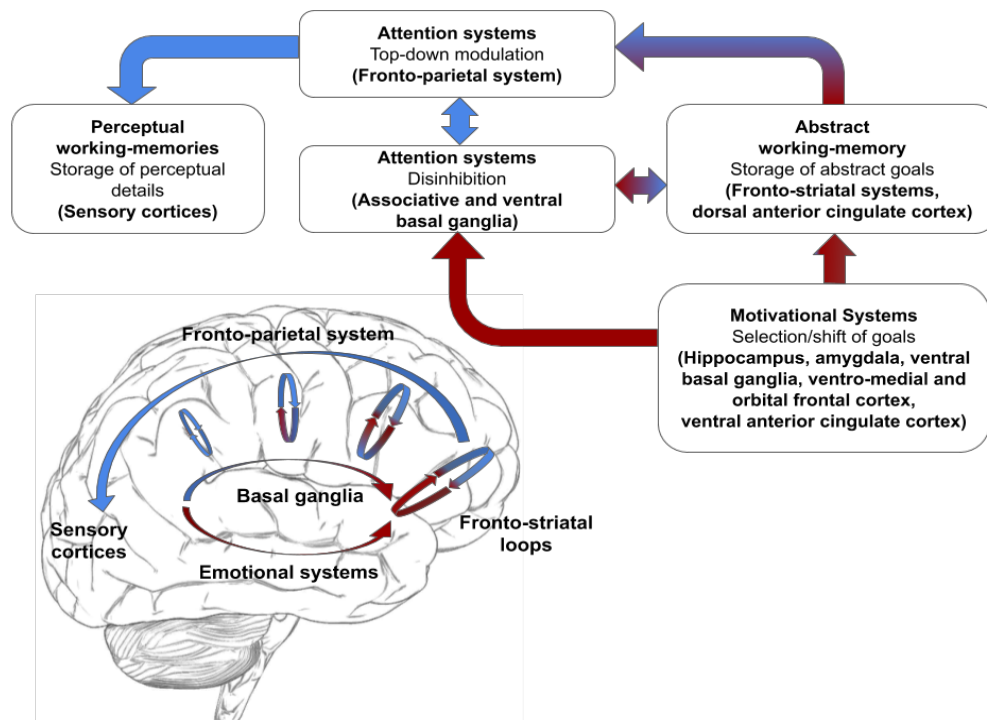 Attention systems
Top-down modulation
(Fronto-parietal system)
Perceptual
working-memories
Storage of perceptual
details
(Sensory cortices)
Attention systems
Disinhibition
(Associative and ventral
basal ganglia)
Abstract
working-memory
Storage of abstract goals
(Fronto-striatal systems,
dorsal anterior cingulate cortex)
Motivational Systems
Selection/shift of goals
(Hippocampus, amygdala, ventral
basal ganglia, ventro-medial and
orbital frontal cortex,
ventral anterior cingulate cortex)
Fronto-parietal system
Basal ganglia
Sensory
cortices
Fronto-striatal
loops
Emotional systems